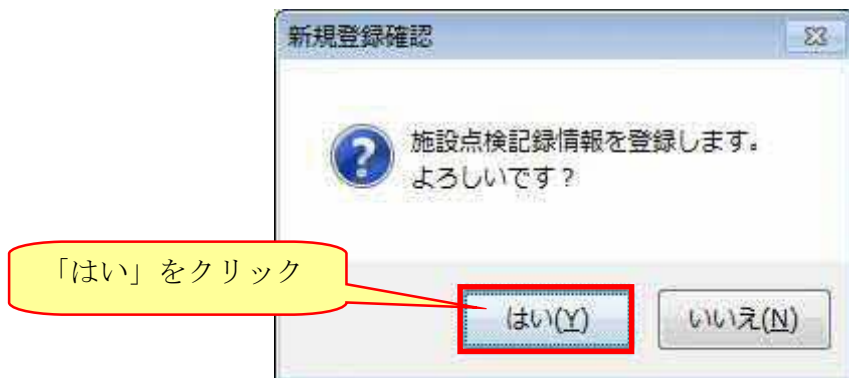 新規登録確認
施設点検記録情報を登録します。
よろしいです？
「はい」をクリック
はい(Y)
いいえ(N)